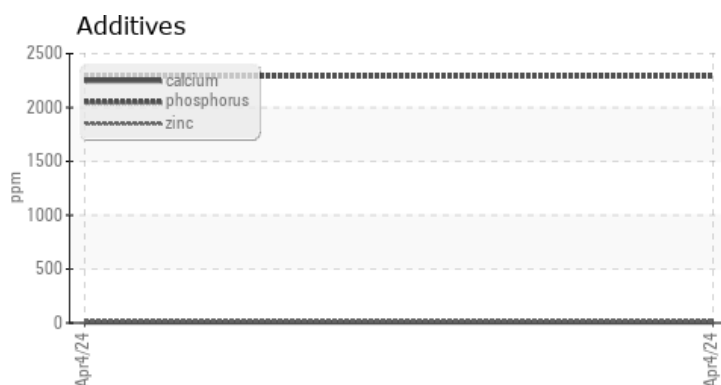 Additives
2500
2000
1500
1000
500
0
ppm
calcium
phosphorus
zinc
Apr4/24
Apr4/24